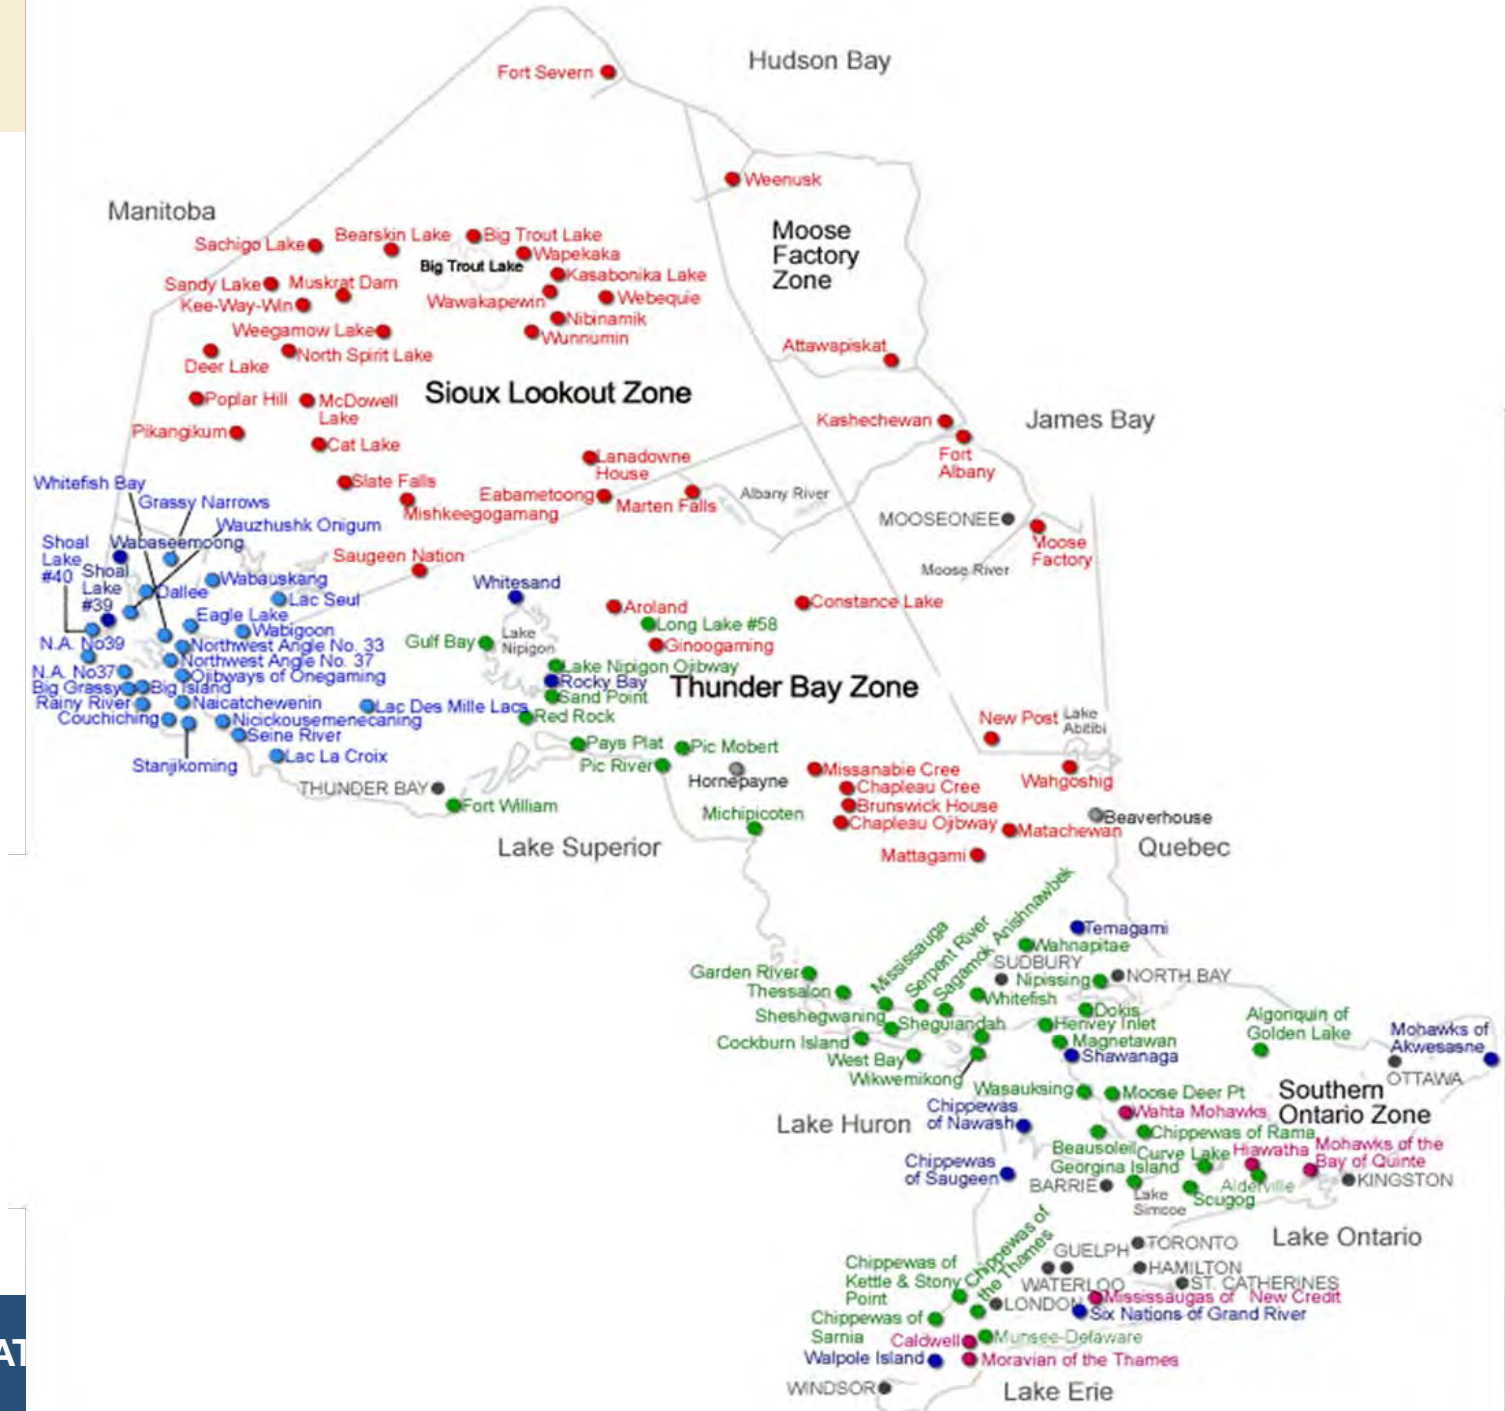 Hudson Bay
Fort Severn
Weenusk
Manitoba
Moose
Factory
Zone
Sachigo Lake
Bearskin Lake
Big Trout Lake
Big Trout Lake
Wapekaka
Kasabonika Lake
Sandy Lake
Muskrat Dam
Kee-Way-Win
Wawakapewin
Webequie
Nibinamik
Weegamow Lake
Wunnumin
North Spirit Lake
Deer Lake
Attawapiskat
Sioux Lookout Zone
Poplar Hill
McDowell
Lake
Pikangikum
Cat Lake
Kashechewan
James Bay
Fort
Albany
Lanadowne
House
Slate Falls
Mishkeegogamang
Eabametoong
Marten Falls
Albany River
MOOSEONEE
Moose
Factory
Moose River
Whitefish Bay
Grassy Narrows
Wauzhushk Onigum
Shoal
Lake
#40
Wabaseemoong
Shoal
Lake
#39
Saugeen Nation
Dallee
Wabauskang
Lac Seul
Eagle Lake
Wabigoon
N.A. No39
Northwest Angle No. 33
Northwest Angle No. 37
N.A. No37
Ojibways of Onegaming
Big Grassy
Big Island
Rainy River
Naicatchewenin
Lac Des Mille Lacs
Couchiching
Nicickousemenecaning
Seine River
Stanjikoming
Lac La Croix
Whitesand
Aroland
Constance Lake
Long Lake #58
Gulf Bay
Lake
Nipigon
Ginoogaming
Lake Nipigon Ojibway
Rocky Bay
Thunder Bay Zone
Sand Point
Red Rock
New Post
Lake
Abitibi
Pays Plat
Pic Mobert
Pic River
Hornepayne
Missanabie Cree
Wahgoshig
THUNDER BAY
Chapleau Cree
Fort William
Brunswick House
Michipicoten
Chapleau Ojibway
Matachewan
Beaverhouse
Lake Superior
Mattagami
Quebec
Temagami
Mississauga
Serpent River
Sagamok Anishnawbek
Wahnapitae
SUDBURY
Garden River
Nipissing
NORTH BAY
Thessalon
Whitefish
Sheshegwaning
Sheguiandah
Dokis
Henvey Inlet
Cockburn Island
Magnetawan
West Bay
Shawanaga
Wikwemikong
Algonquin of
Golden Lake
Mohawks of
Akwesasne
OTTAWA
Wasauksing
Moose Deer Pt
Southern
Ontario Zone
Lake Huron
Chippewas
of Nawash
Wahta Mohawks
Chippewas of Rama
Beausoleil
Curve Lake
Hiawatha
Mohawks of the
Bay of Quinte
Chippewas
of Saugeen
Georgina Island
BARRIE
Lake
Simcoe
Scugog
Alderville
KINGSTON
Lake Ontario
GUELPH
TORONTO
Chippewas of
Kettle & Stony
Point
Chippewas of
the Thames
WATERLOO
HAMILTON
ST. CATHERINES
LONDON
Mississaugas of New Credit
Six Nations of Grand River
Chippewas of
Sarnia
Caldwell
Munsee-Delaware
Walpole Island
Moravian of the Thames
WINDSOR
Lake Erie
AT